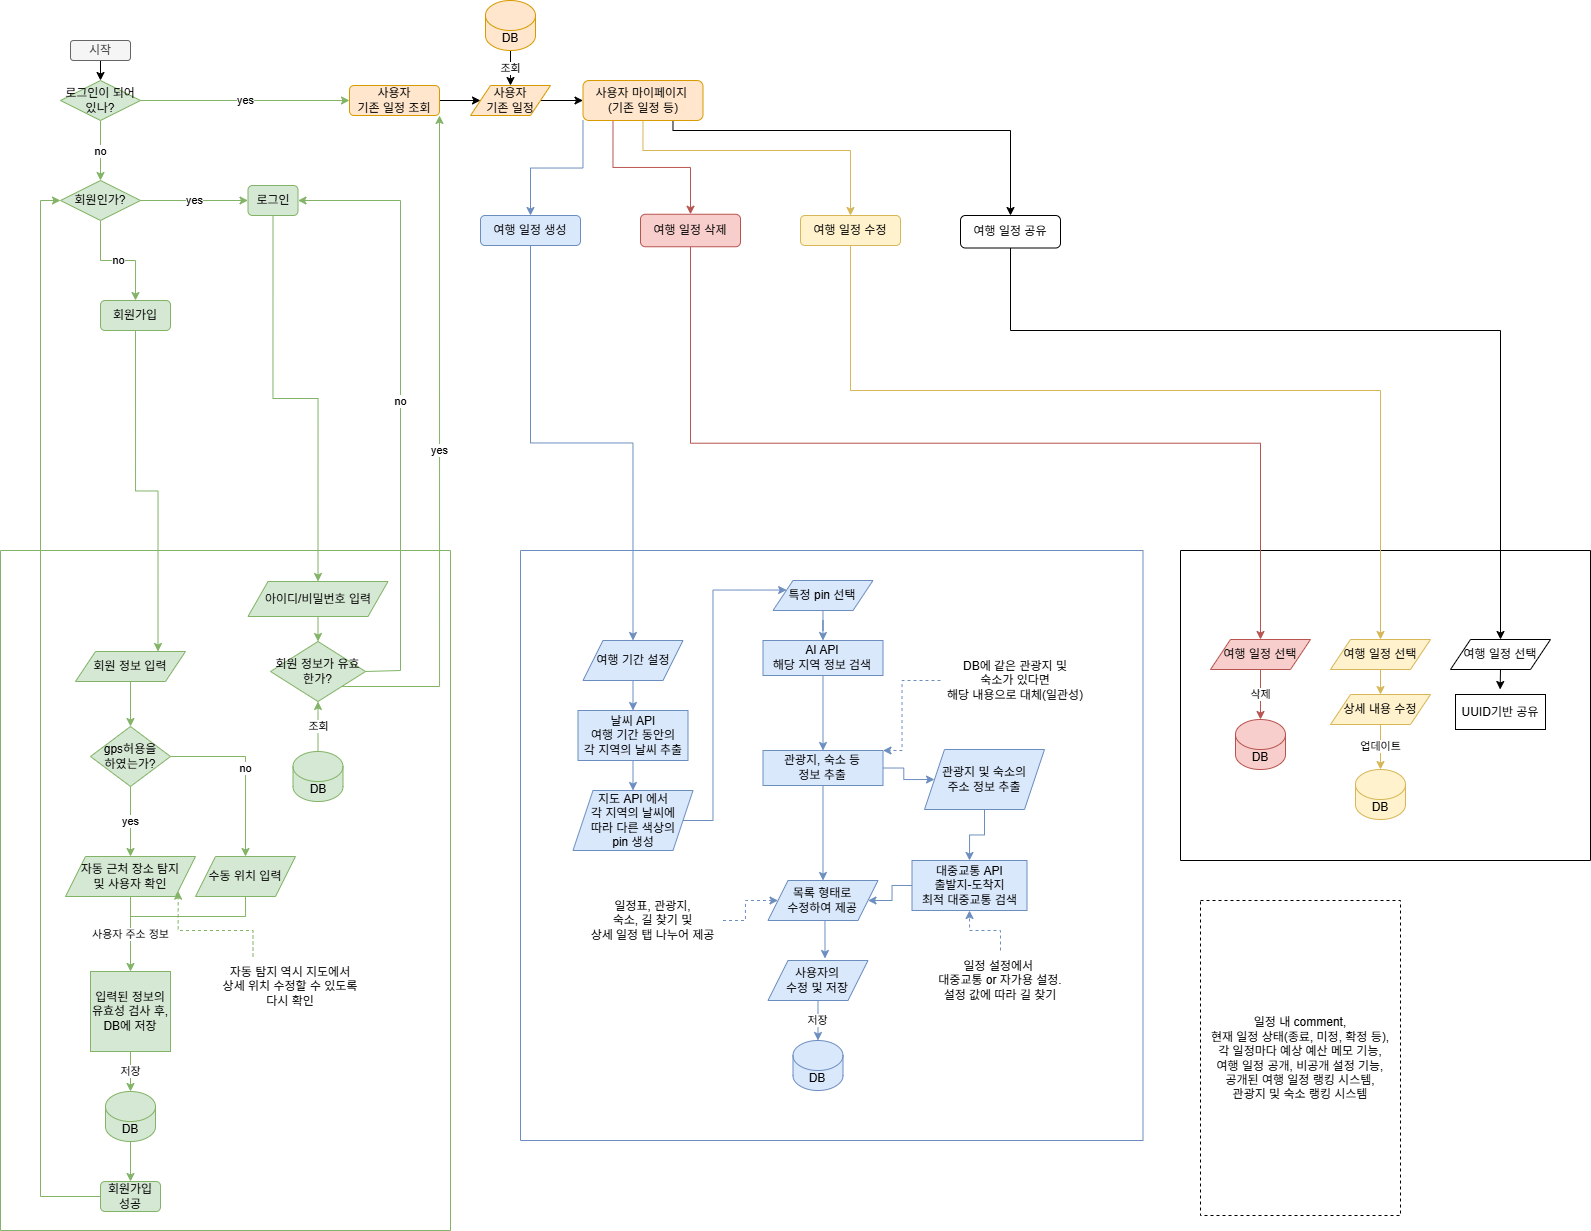 DB
조회
시작
로그인이 되어
있나?
yes
사용자
기존 일정 조회
사용자
기존 일정
사용자 마이페이지
(기존 일정 등)
no
회원인가?
yes
로그인
no
회원가입
no
yes
여행 일정 생성
여행 일정 삭제
여행 일정 수정
여행 일정 공유
아이디/비밀번호 입력
회원 정보 입력
회원 정보가 유효
한가?
조회
DB
gps허용을
하였는가?
no
yes
자동 근처 장소 탐지
및 사용자 확인
수동 위치 입력
사용자 주소 정보
자동 탐지 역시 지도에서
상세 위치 수정할 수 있도록
다시 확인
입력된 정보의
유효성 검사 후,
DB에 저장
저장
DB
회원가입
성공
여행 기간 설정
날씨 API
여행 기간 동안의
각 지역의 날씨 추출
지도 API 에서
각 지역의 날씨에
따라 다른 색상의
pin 생성
특정 pin 선택
AI API
해당 지역 정보 검색
DB에 같은 관광지 및
숙소가 있다면
해당 내용으로 대체(일관성)
관광지, 숙소 등
정보 추출
관광지 및 숙소의
주소 정보 추출
대중교통 API
출발지-도착지
최적 대중교통 검색
목록 형태로
수정하여 제공
일정표, 관광지,
숙소, 길 찾기 및
상세 일정 탭 나누어 제공
일정 설정에서
대중교통 or 자가용 설정.
설정 값에 따라 길 찾기
사용자의
수정 및 저장
저장
DB
여행 일정 선택
삭제
DB
여행 일정 선택
상세 내용 수정
업데이트
DB
여행 일정 선택
UUID기반 공유
일정 내 comment,
현재 일정 상태(종료, 미정, 확정 등),
각 일정마다 예상 예산 메모 기능,
여행 일정 공개, 비공개 설정 기능,
공개된 여행 일정 랭킹 시스템,
관광지 및 숙소 랭킹 시스템